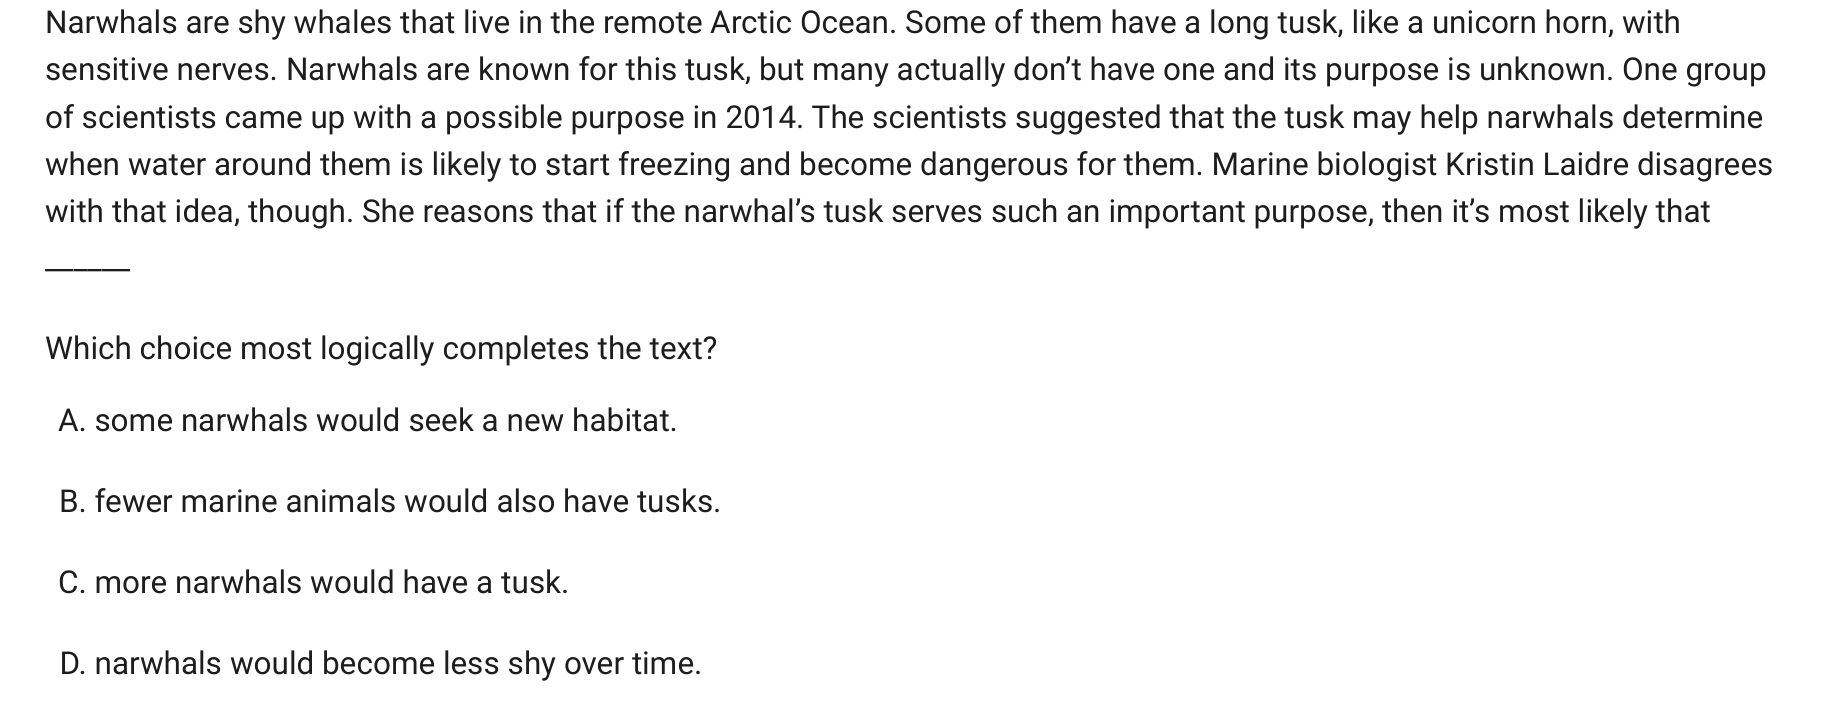 Narwhals are shy whales that live in the remote Arctic Ocean. Some of them have a long tusk, like a unicorn horn, with
sensitive nerves. Narwhals are known for this tusk, but many actually don’t have one and its purpose is unknown. One group
of scientists came up with a possible purpose in 2014. The scientists suggested that the tusk may help narwhals determine
when water around them is likely to start freezing and become dangerous for them. Marine biologist Kristin Laidre disagrees
with that idea, though. She reasons that if the narwhal’s tusk serves such an important purpose, then it’s most likely that
______
Which choice most logically completes the text?
A. some narwhals would seek a new habitat.
B. fewer marine animals would also have tusks.
C. more narwhals would have a tusk.
D. narwhals would become less shy over time.